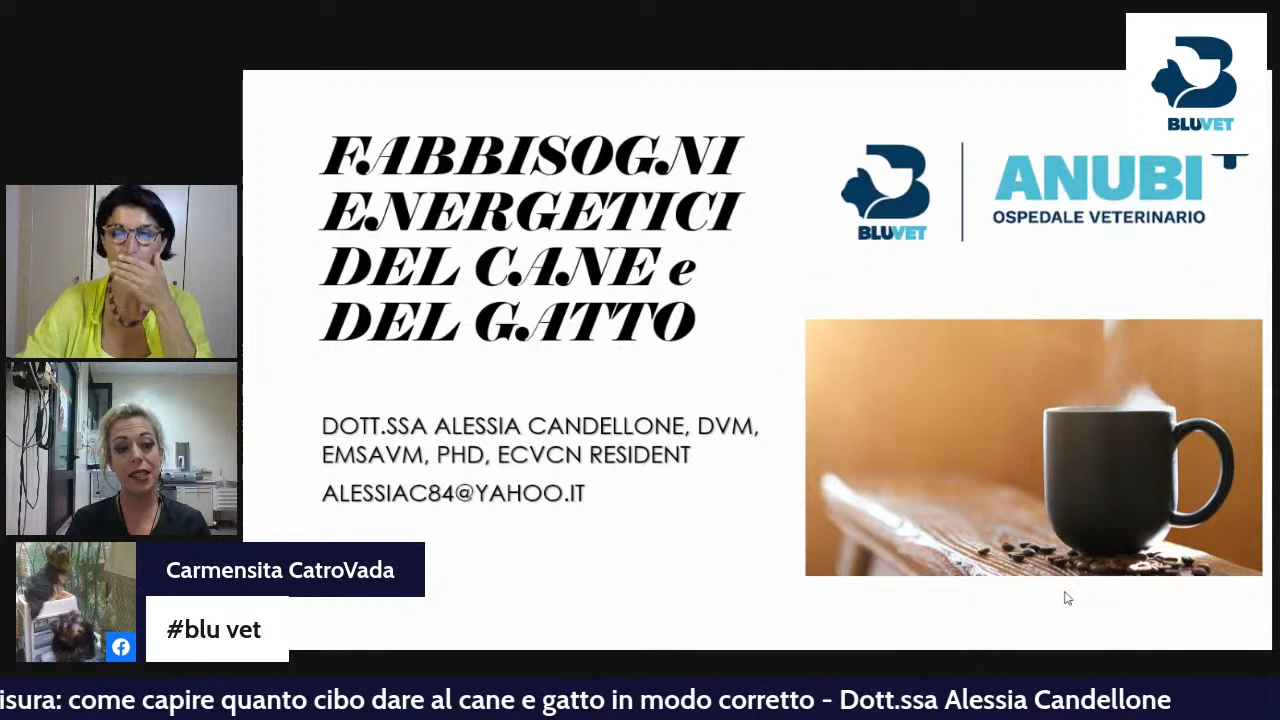 BLUVET
FABBISOGNI
ENERGETICI
DEL CANE e
DEL GATTO
BLUVET
ANUBI
OSPEDALE VETERINARIO
DOTT.SSA ALESSIA CANDELLONE, DVM,
EMSAVM, PHD, ECVCN RESIDENT
ALESSIAC84@YAHOO.IT
Carmensita CatroVada
#blu vet
isura: come capire quanto cibo dare al cane e gatto in modo corretto - Dott.ssa Alessia Candellone